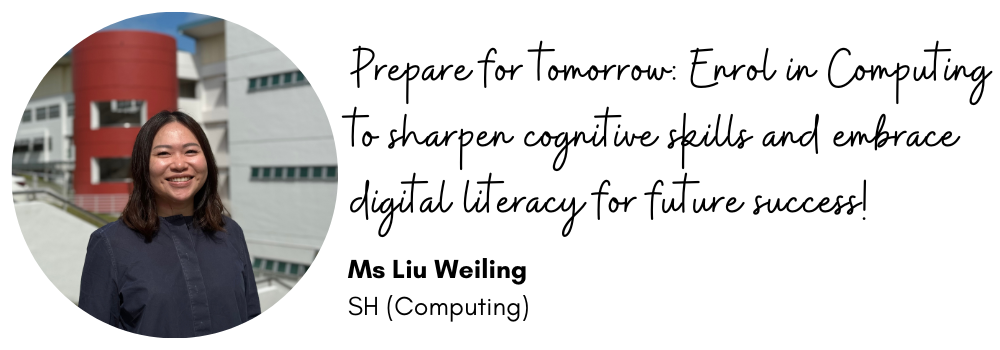 Prepare for Tomorrow: Enrol in Computing
to sharpen cognitive skills and embrace
digital literacy for future success!
Ms Liu Weiling
SH (Computing)